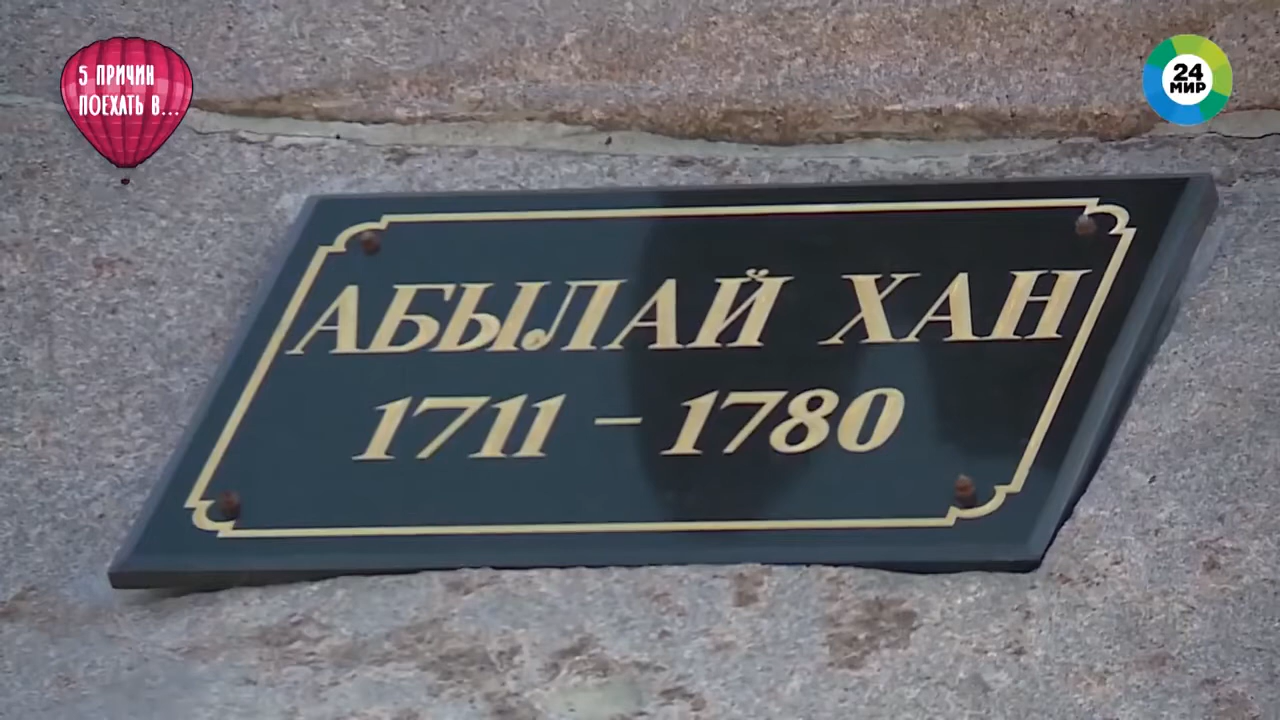 5 ПРИЧИН
ПОЕХАТЬ В...
24
МИР
АБЫЛАЙ ХАН
1711 – 1780